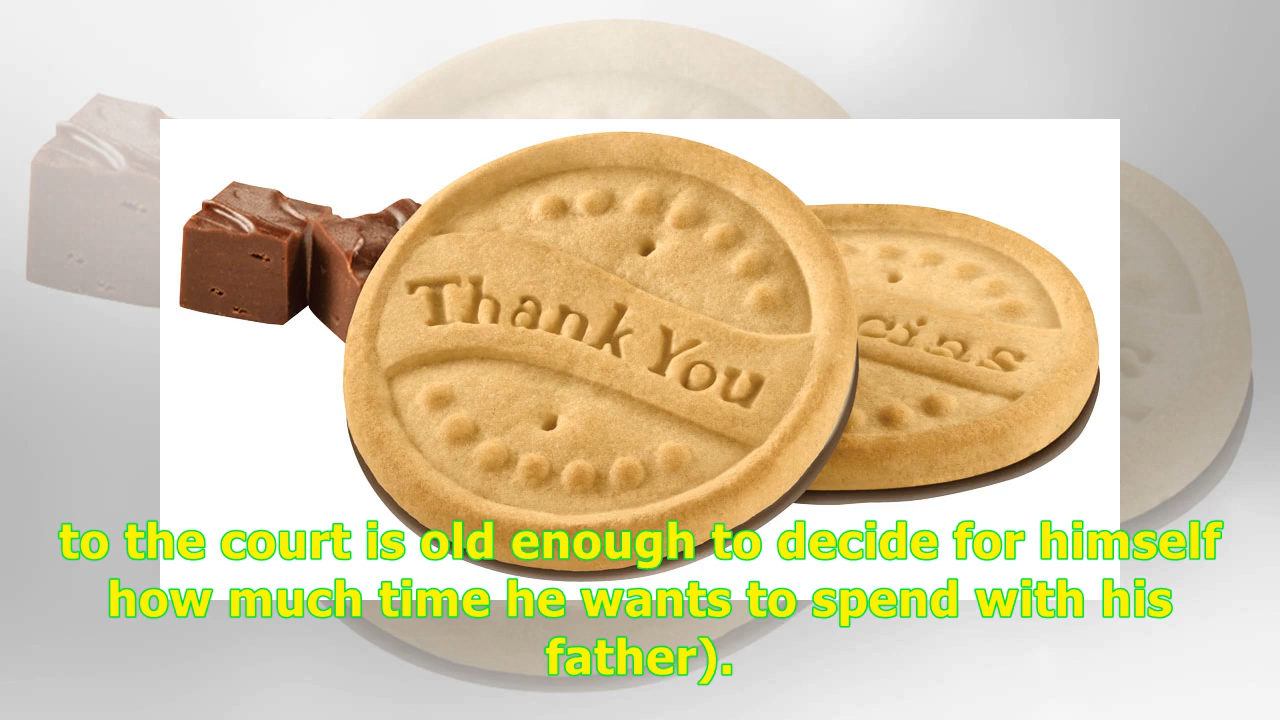 Thank You
to the court is old enough to decide for himself
how much time he wants to spend with his
father).